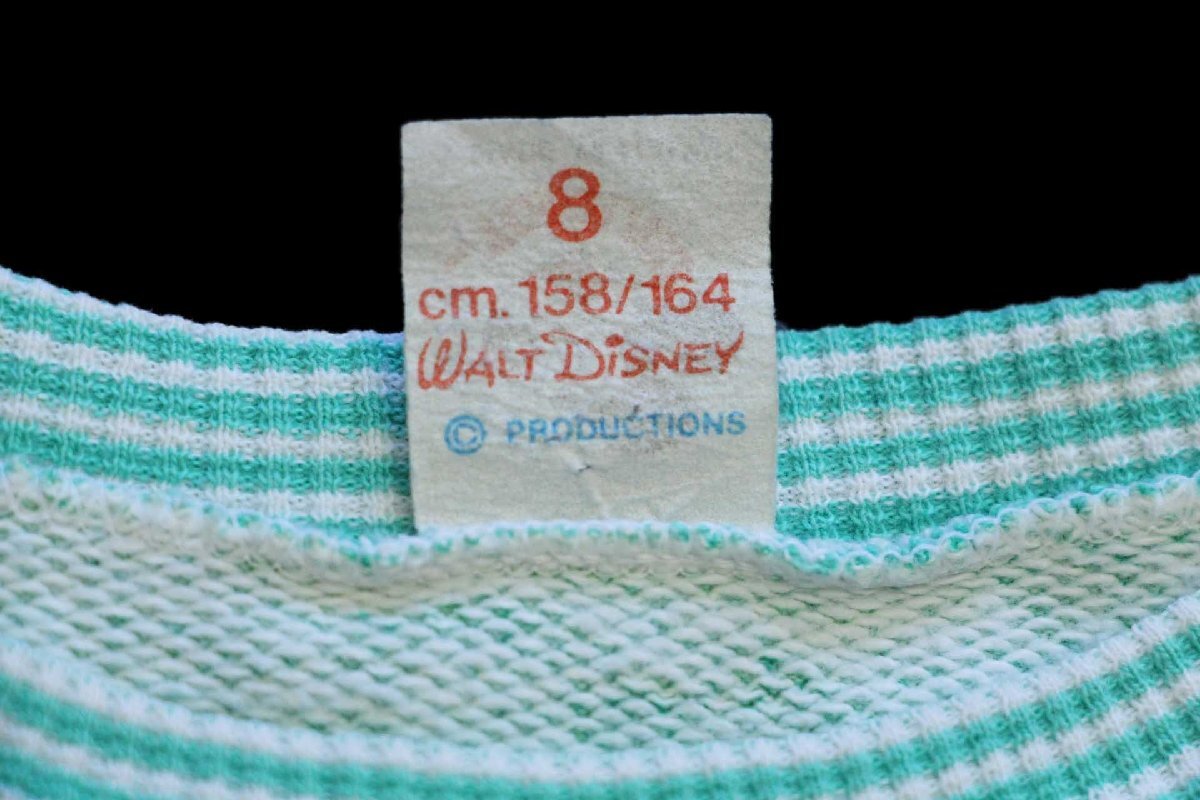 8
cm. 158/164
WALT DISNEY
© PRODUCTIONS